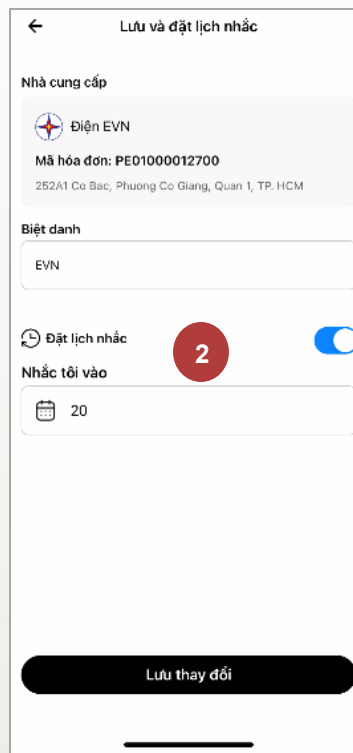 Lưu và đặt lịch nhắc
Nhà cung cấp
Điện EVN
Mã hóa đơn: PE01000012700
252A1 Co Bac, Phuong Co Giang, Quan 1, TP. HCM
Biệt danh
EVN
Đặt lịch nhắc
2
Nhắc tôi vào
20
Lưu thay đổi